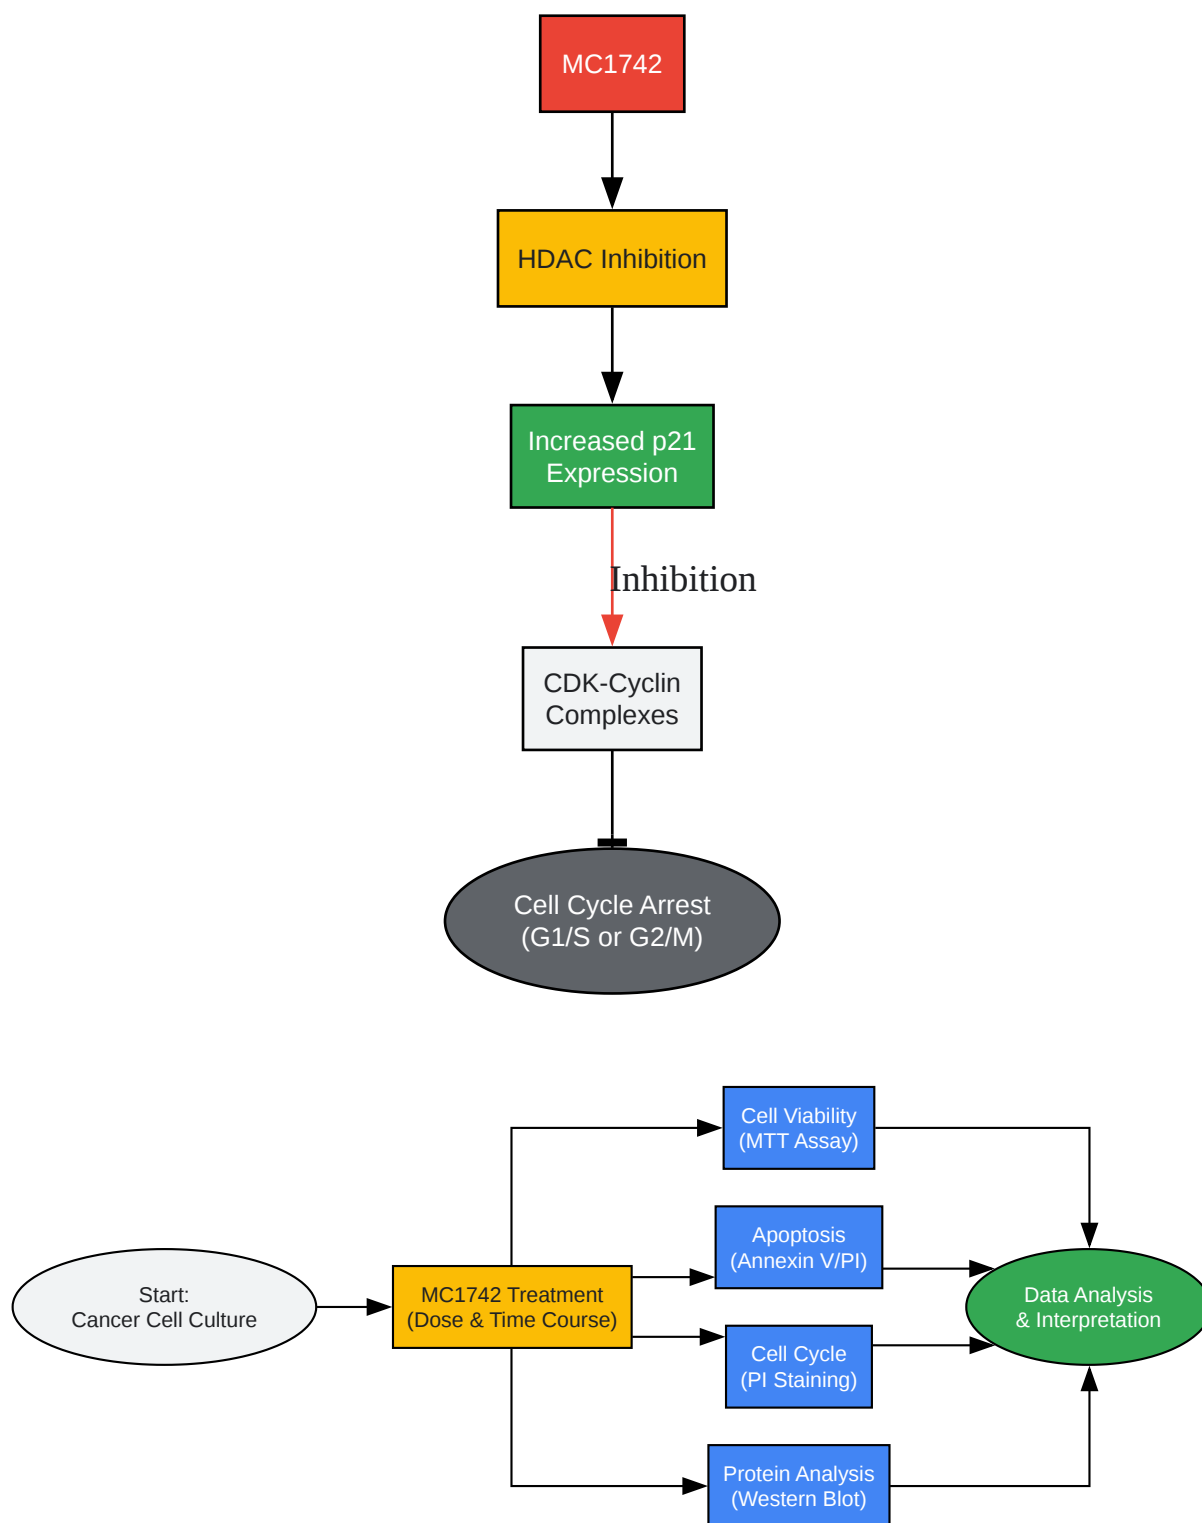 MC1742
HDAC Inhibition
Increased p21
Expression
Inhibition
CDK-Cyclin
Complexes
Cell Cycle Arrest
(G1/S or G2/M)
Start:
Cancer Cell Culture
MC1742 Treatment
(Dose & Time Course)
Cell Viability
(MTT Assay)
Apoptosis
(Annexin V/PI)
Cell Cycle
(PI Staining)
Protein Analysis
(Western Blot)
Data Analysis
& Interpretation